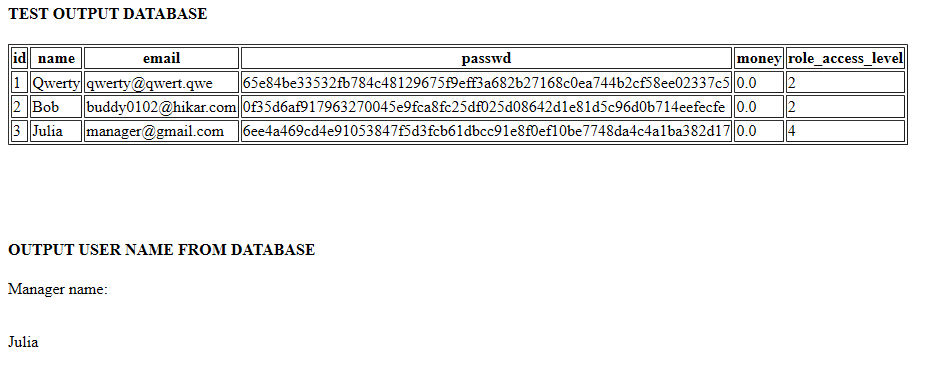 TEST OUTPUT DATABASE
id name email passwd money role_access_level
1 Qwerty qwerty@qwert.qwe 65e84be33532fb784c48129675f9eff3a682b27168c0ea744b2cf58ee02337c5 0.0 2
2 Bob buddy0102@hikar.com 0f35d6af917963270045e9fca8fc25df025d08642d1e81d5c96d0b714eefecfe 0.0 2
3 Julia manager@gmail.com 6ee4a469cd4e91053847f5d3fcb61dbcc91e8f0ef10be7748da4c4a1ba382d17 0.0 4
OUTPUT USER NAME FROM DATABASE
Manager name:
Julia